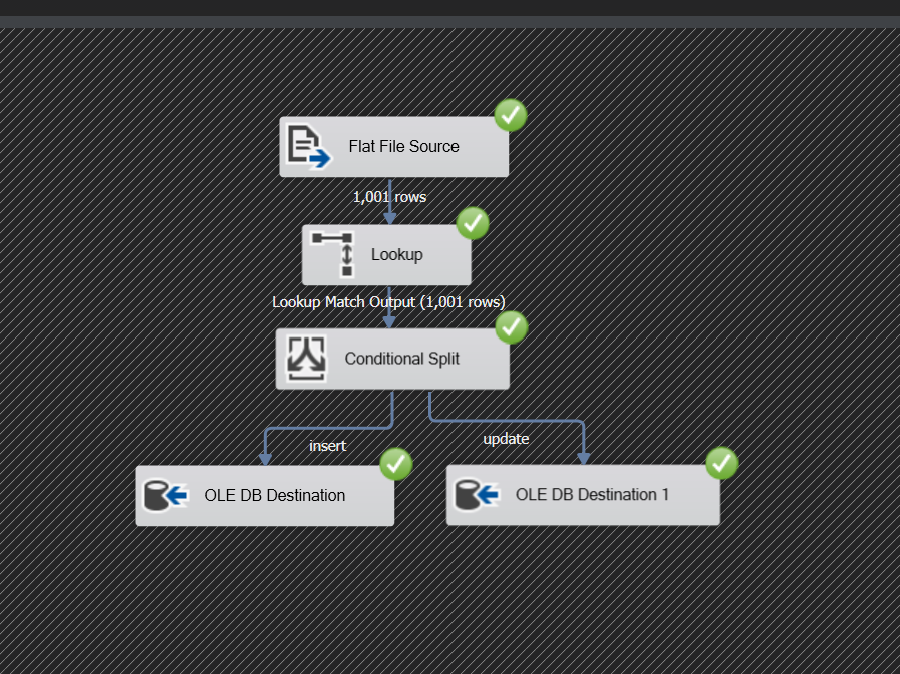 Flat File Source
1,001 rows
Lookup
Lookup Match Output (1,001 rows)
Conditional Split
insert
update
OLE DB Destination
OLE DB Destination 1